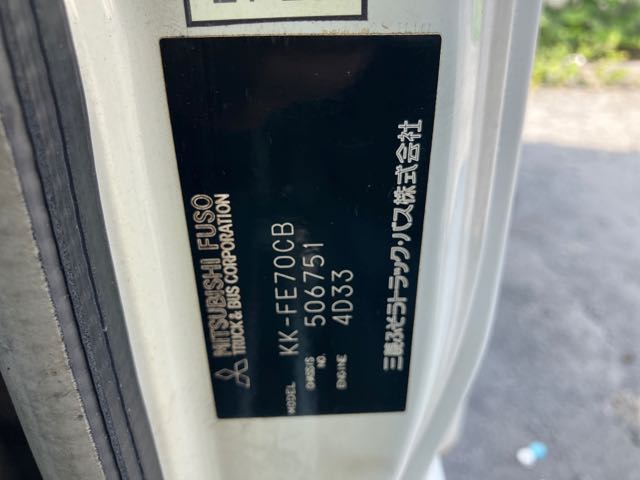 MITSUBISHI FUSO
TRUCK & BUS CORPORATION
MODEL KK-FE70CB
CHASSIS NO. 506751
ENGINE 4D33
三菱ふそうトラック・バス株式会社